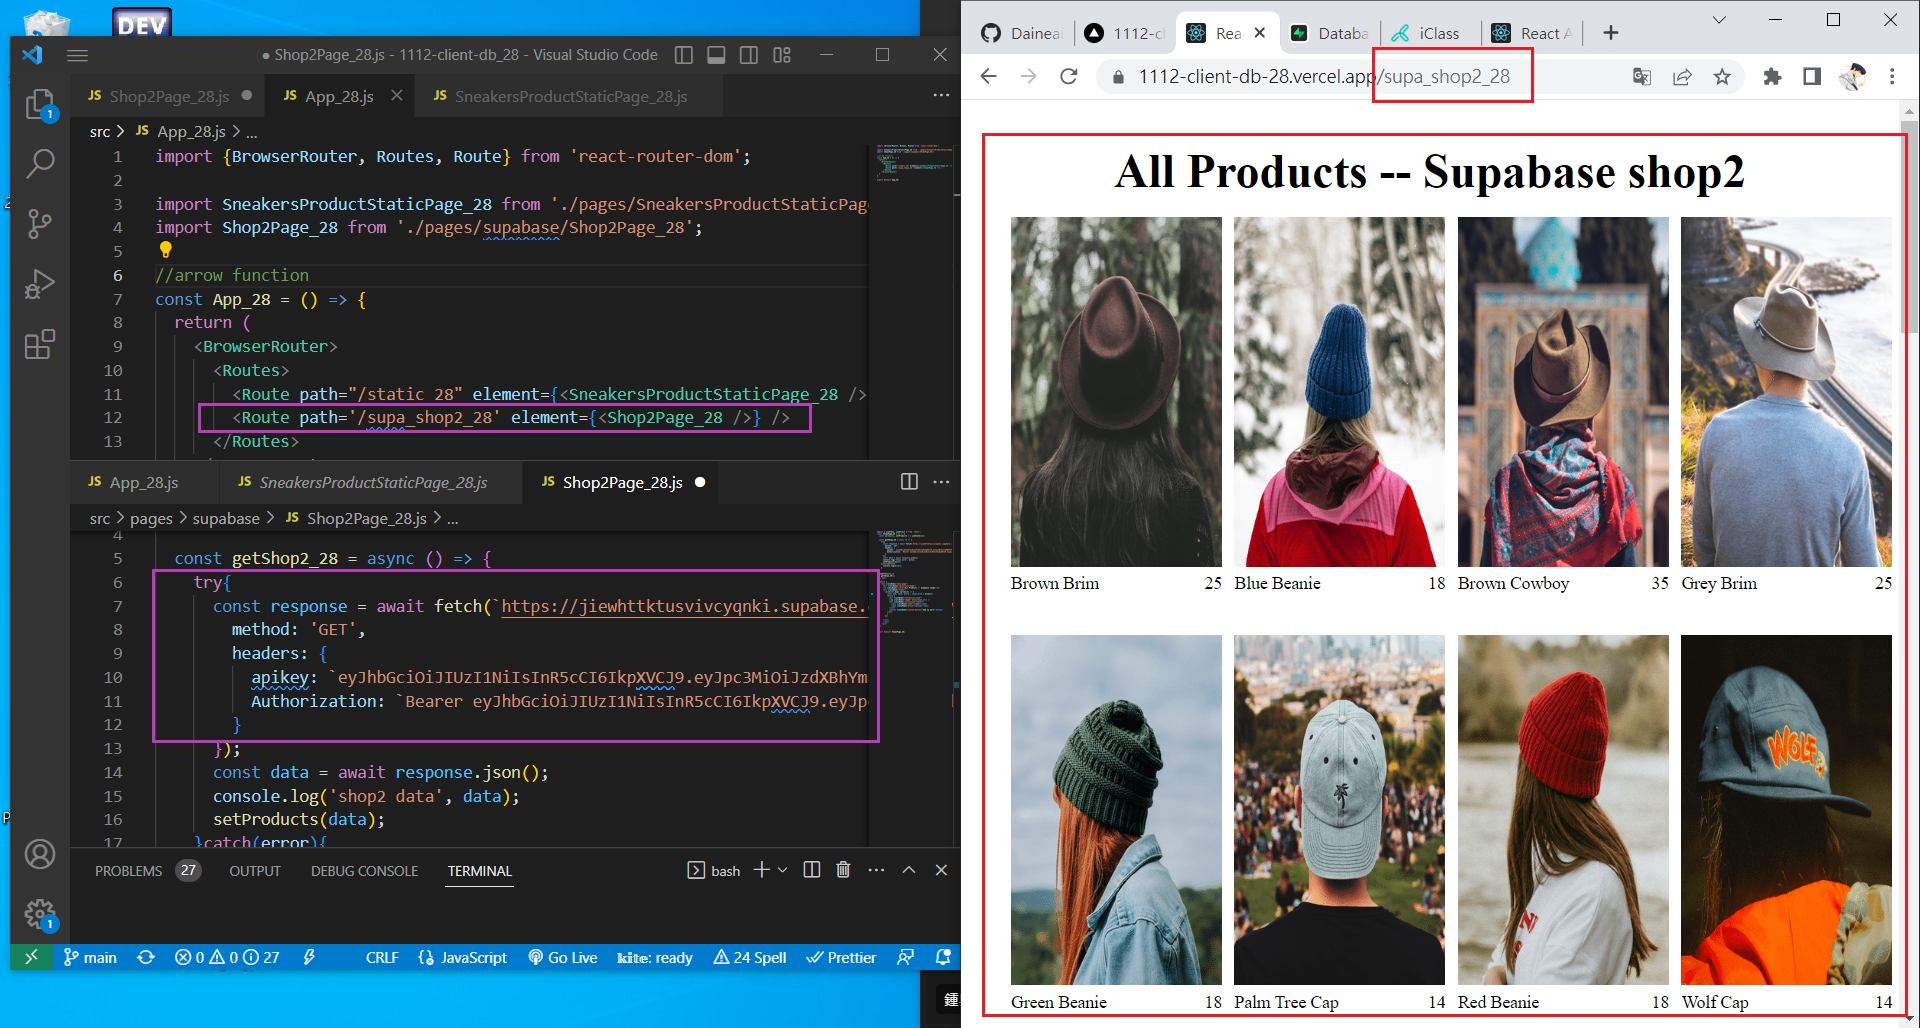 DEV
● Shop2Page_28.js - 1112-client-db_28 - Visual Studio Code
JS Shop2Page_28.js ●
JS App_28.js
JS SneakersProductStaticPage_28.js
src > JS App_28.js > ...
1 import {BrowserRouter, Routes, Route} from 'react-router-dom';
2
3 import SneakersProductStaticPage_28 from './pages/SneakersProductStaticPag
4 import Shop2Page_28 from './pages/supabase/Shop2Page_28';
5
6 //arrow function
7 const App_28 = () => {
8 return (
9 <BrowserRouter>
10 <Routes>
11 <Route path="/static_28" element={<SneakersProductStaticPage_28 />
12 <Route path='/supa_shop2_28' element={<Shop2Page_28 />} />
13 </Routes>
JS App_28.js
JS SneakersProductStaticPage_28.js
JS Shop2Page_28.js ●
src > pages > supabase > JS Shop2Page_28.js > ...
4
5 const getShop2_28 = async () => {
6 try{
7 const response = await fetch(`https://jiewhttktusvivcyqnki.supabase.
8 method: 'GET',
9 headers: {
10 apikey: `eyJhbGciOiJIUzI1NiIsInR5cCI6IkpXVCJ9.eyJpc3MiOiJzdXBhYm
11 Authorization: `Bearer eyJhbGciOiJIUzI1NiIsInR5cCI6IkpXVCJ9.eyJpc
12 }
13 });
14 const data = await response.json();
15 console.log('shop2 data', data);
16 setProducts(data);
17 }catch(error){
PROBLEMS 27 OUTPUT DEBUG CONSOLE TERMINAL
bash
main 0 0 27 CRLF {} JavaScript Go Live kite: ready 24 Spell Prettier
1
1
Daineai
1112-cl
Rea
Databa
iClass
React A
1112-client-db-28.vercel.app/supa_shop2_28
All Products -- Supabase shop2
Brown Brim 25
Blue Beanie 18
Brown Cowboy 35
Grey Brim 25
WOLF
Green Beanie 18
Palm Tree Cap 14
Red Beanie 18
Wolf Cap 14